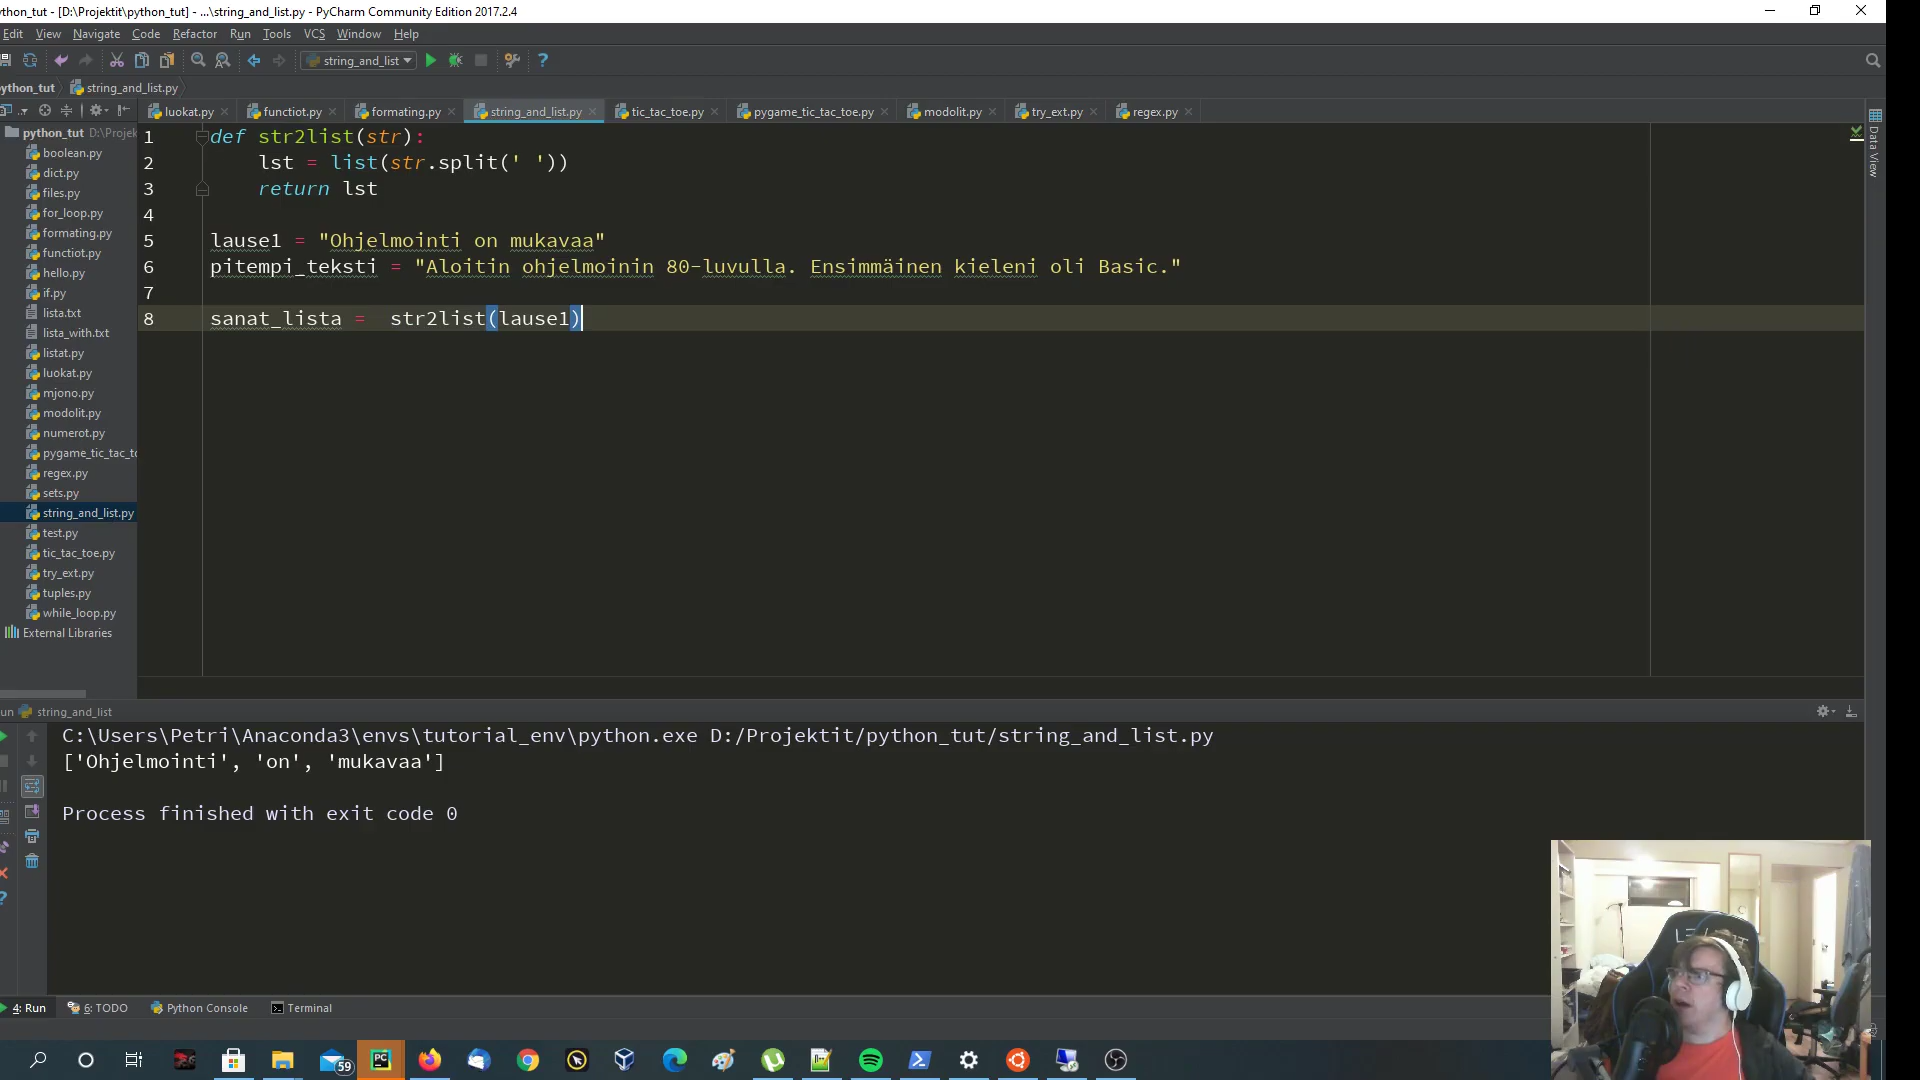 ython_tut - [D:\Projektit\python_tut] - ...\string_and_list.py - PyCharm Community Edition 2017.2.4
Edit View Navigate Code Refactor Run Tools VCS Window Help
string_and_list
ython_tut string_and_list.py
luokat.py functiot.py formating.py string_and_list.py tic_tac_toe.py pygame_tic_tac_toe.py modolit.py try_ext.py regex.py
python_tut D:\Projek
boolean.py
dict.py
files.py
for_loop.py
formating.py
functiot.py
hello.py
if.py
lista.txt
lista_with.txt
listat.py
luokat.py
mjono.py
modolit.py
numerot.py
pygame_tic_tac_to
regex.py
sets.py
string_and_list.py
test.py
tic_tac_toe.py
try_ext.py
tuples.py
while_loop.py
External Libraries
1 def str2list(str):
2 lst = list(str.split(' '))
3 return lst
4
5 lause1 = "Ohjelmointi on mukavaa"
6 pitempi_teksti = "Aloitin ohjelmoinin 80-luvulla. Ensimmäinen kieleni oli Basic."
7
8 sanat_lista =  str2list(lause1)
Data View
un string_and_list
C:\Users\Petri\Anaconda3\envs\tutorial_env\python.exe D:/Projektit/python_tut/string_and_list.py
['Ohjelmointi', 'on', 'mukavaa']
Process finished with exit code 0
4: Run 6: TODO Python Console Terminal
59
PC